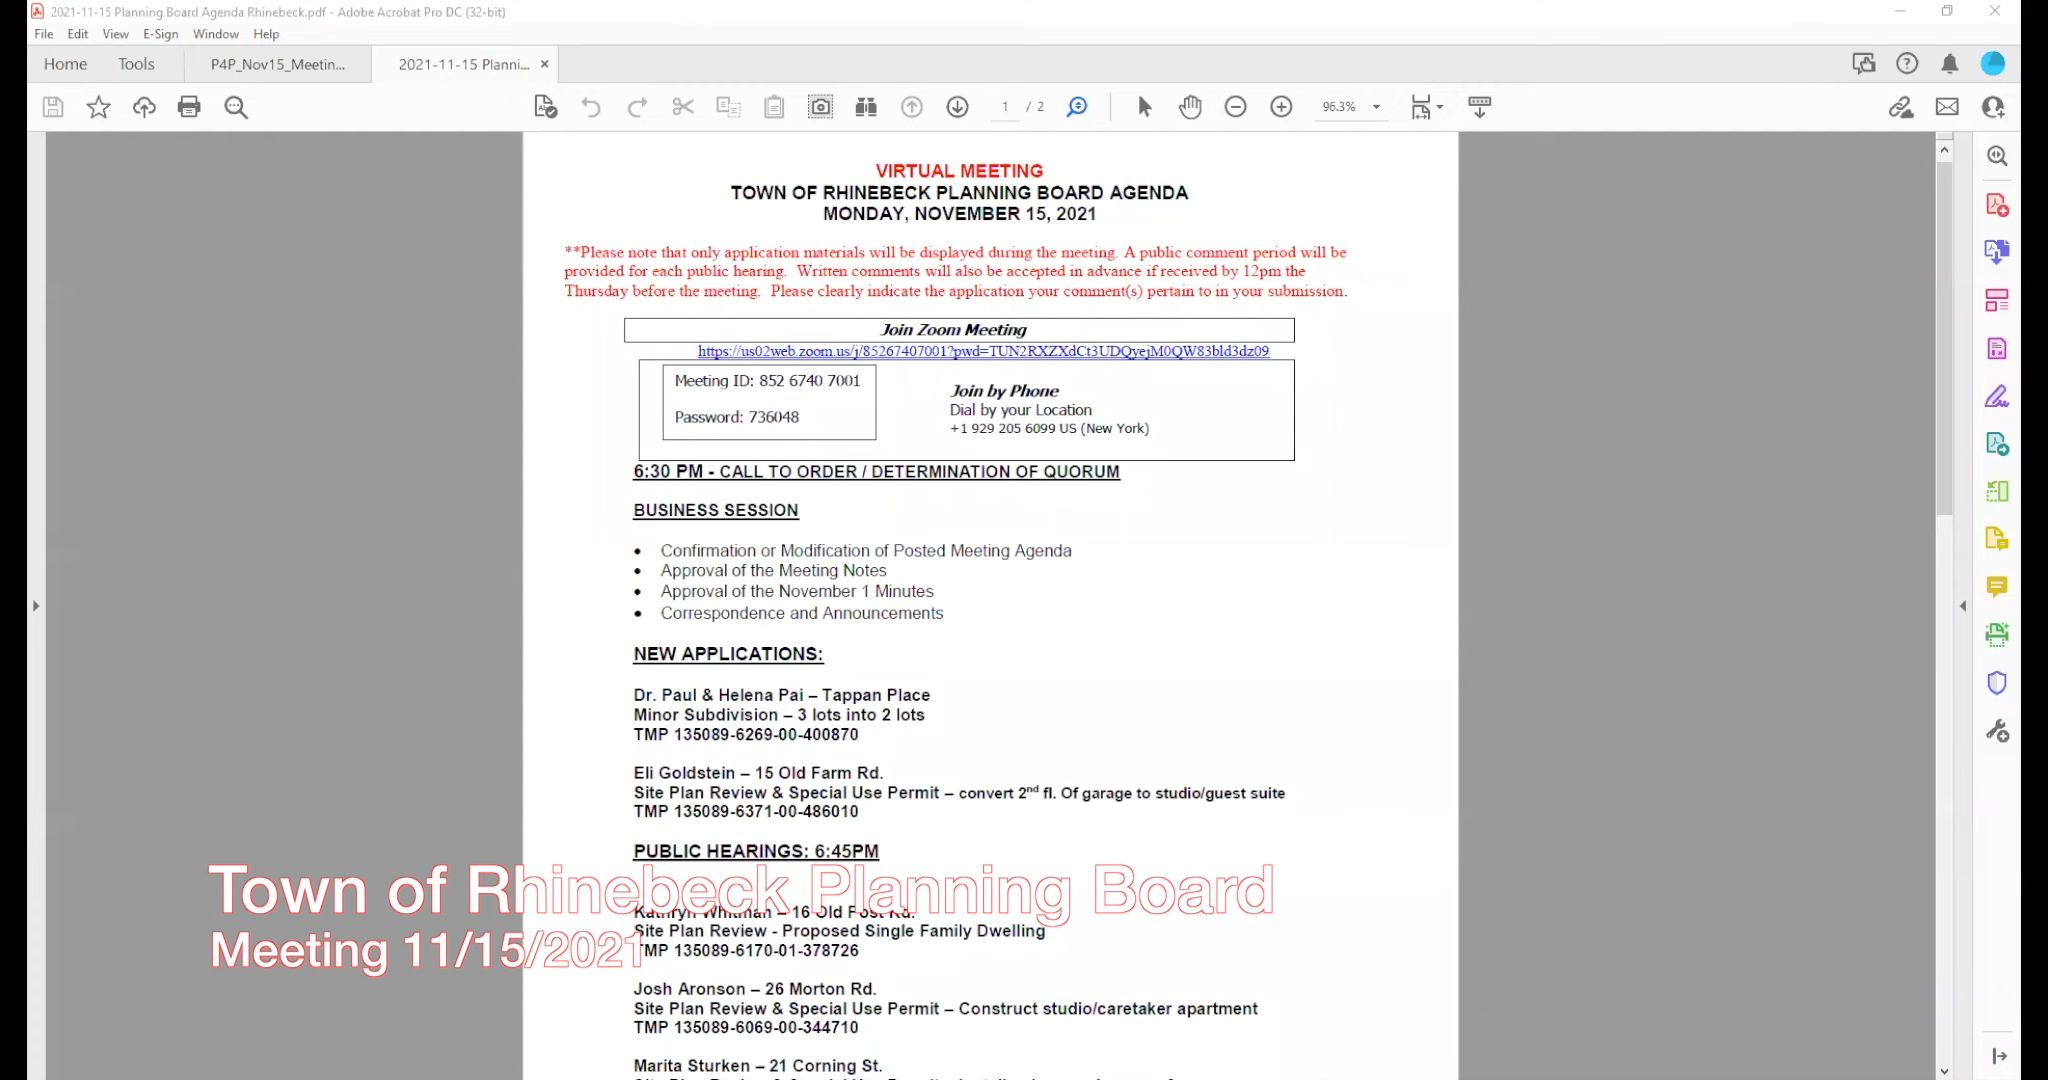 2021-11-15 Planning Board Agenda Rhinebeck.pdf - Adobe Acrobat Pro DC (32-bit)
File Edit View E-Sign Window Help
Home Tools P4P_Nov15_Meetin... 2021-11-15 Planni... ×
1 / 2 96.3%
VIRTUAL MEETING
TOWN OF RHINEBECK PLANNING BOARD AGENDA
MONDAY, NOVEMBER 15, 2021
**Please note that only application materials will be displayed during the meeting. A public comment period will be
provided for each public hearing. Written comments will also be accepted in advance if received by 12pm the
Thursday before the meeting. Please clearly indicate the application your comment(s) pertain to in your submission.
Join Zoom Meeting
https://us02web.zoom.us/j/85267407001?pwd=TUN2RXZXdCt3UDQyejM0QW83bld3dz09
Meeting ID: 852 6740 7001
Password: 736048
Join by Phone
Dial by your Location
+1 929 205 6099 US (New York)
6:30 PM - CALL TO ORDER / DETERMINATION OF QUORUM
BUSINESS SESSION
• Confirmation or Modification of Posted Meeting Agenda
• Approval of the Meeting Notes
• Approval of the November 1 Minutes
• Correspondence and Announcements
NEW APPLICATIONS:
Dr. Paul & Helena Pai – Tappan Place
Minor Subdivision – 3 lots into 2 lots
TMP 135089-6269-00-400870
Eli Goldstein – 15 Old Farm Rd.
Site Plan Review & Special Use Permit – convert 2nd fl. Of garage to studio/guest suite
TMP 135089-6371-00-486010
PUBLIC HEARINGS: 6:45PM
Town of Rhinebeck Planning Board
Kathryn Whitman – 16 Old Post Rd.
Site Plan Review - Proposed Single Family Dwelling
Meeting 11/15/2021
TMP 135089-6170-01-378726
Josh Aronson – 26 Morton Rd.
Site Plan Review & Special Use Permit – Construct studio/caretaker apartment
TMP 135089-6069-00-344710
Marita Sturken – 21 Corning St.